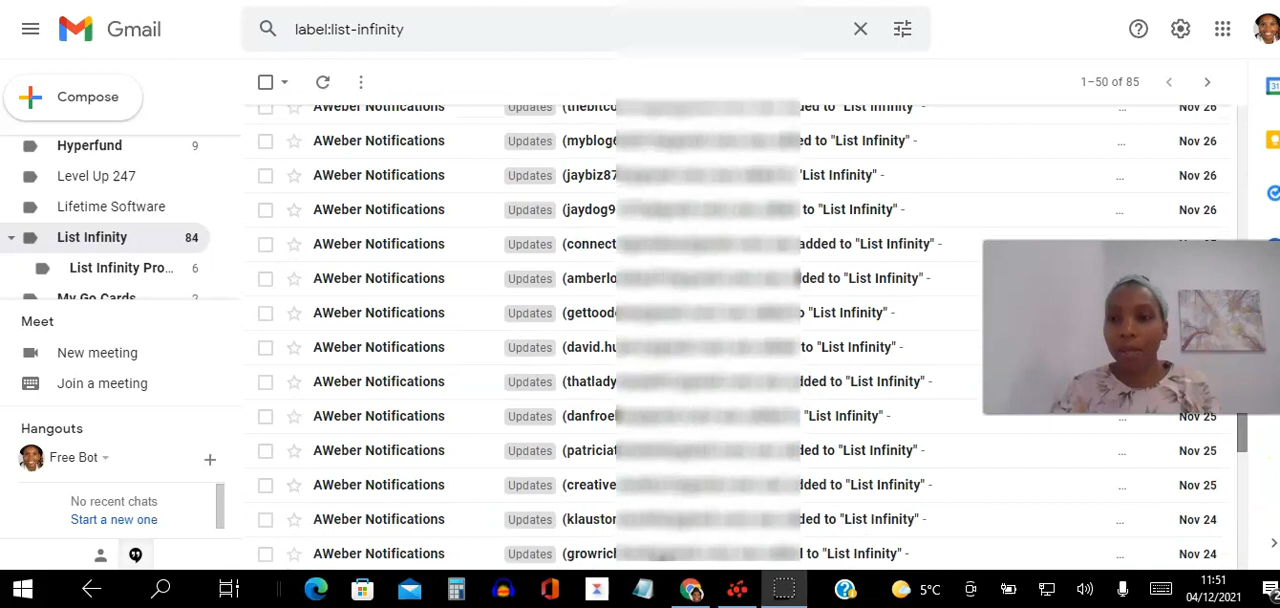 Gmail
label:list-infinity
Compose
1–50 of 85
Hyperfund 9
Level Up 247
Lifetime Software
List Infinity 84
List Infinity Pro... 6
My Go Cards 2
Meet
New meeting
Join a meeting
Hangouts
Free Bot
No recent chats
Start a new one
AWeber Notifications Updates (thebitco ded to "List Infinity" - ... Nov 26
AWeber Notifications Updates (myblog ed to "List Infinity" - ... Nov 26
AWeber Notifications Updates (jaybiz87 "List Infinity" - ... Nov 26
AWeber Notifications Updates (jaydog9 to "List Infinity" - ... Nov 26
AWeber Notifications Updates (connect added to "List Infinity" -
AWeber Notifications Updates (amberlo ded to "List Infinity" -
AWeber Notifications Updates (gettood "List Infinity" -
AWeber Notifications Updates (david.hu to "List Infinity" -
AWeber Notifications Updates (thatlady dded to "List Infinity" -
AWeber Notifications Updates (danfroe "List Infinity" - ... Nov 25
AWeber Notifications Updates (patricia ded to "List Infinity" - ... Nov 25
AWeber Notifications Updates (creative ded to "List Infinity" - ... Nov 25
AWeber Notifications Updates (klauston dded to "List Infinity" - ... Nov 24
AWeber Notifications Updates (growrich to "List Infinity" - ... Nov 24
5°C
11:51
04/12/2021